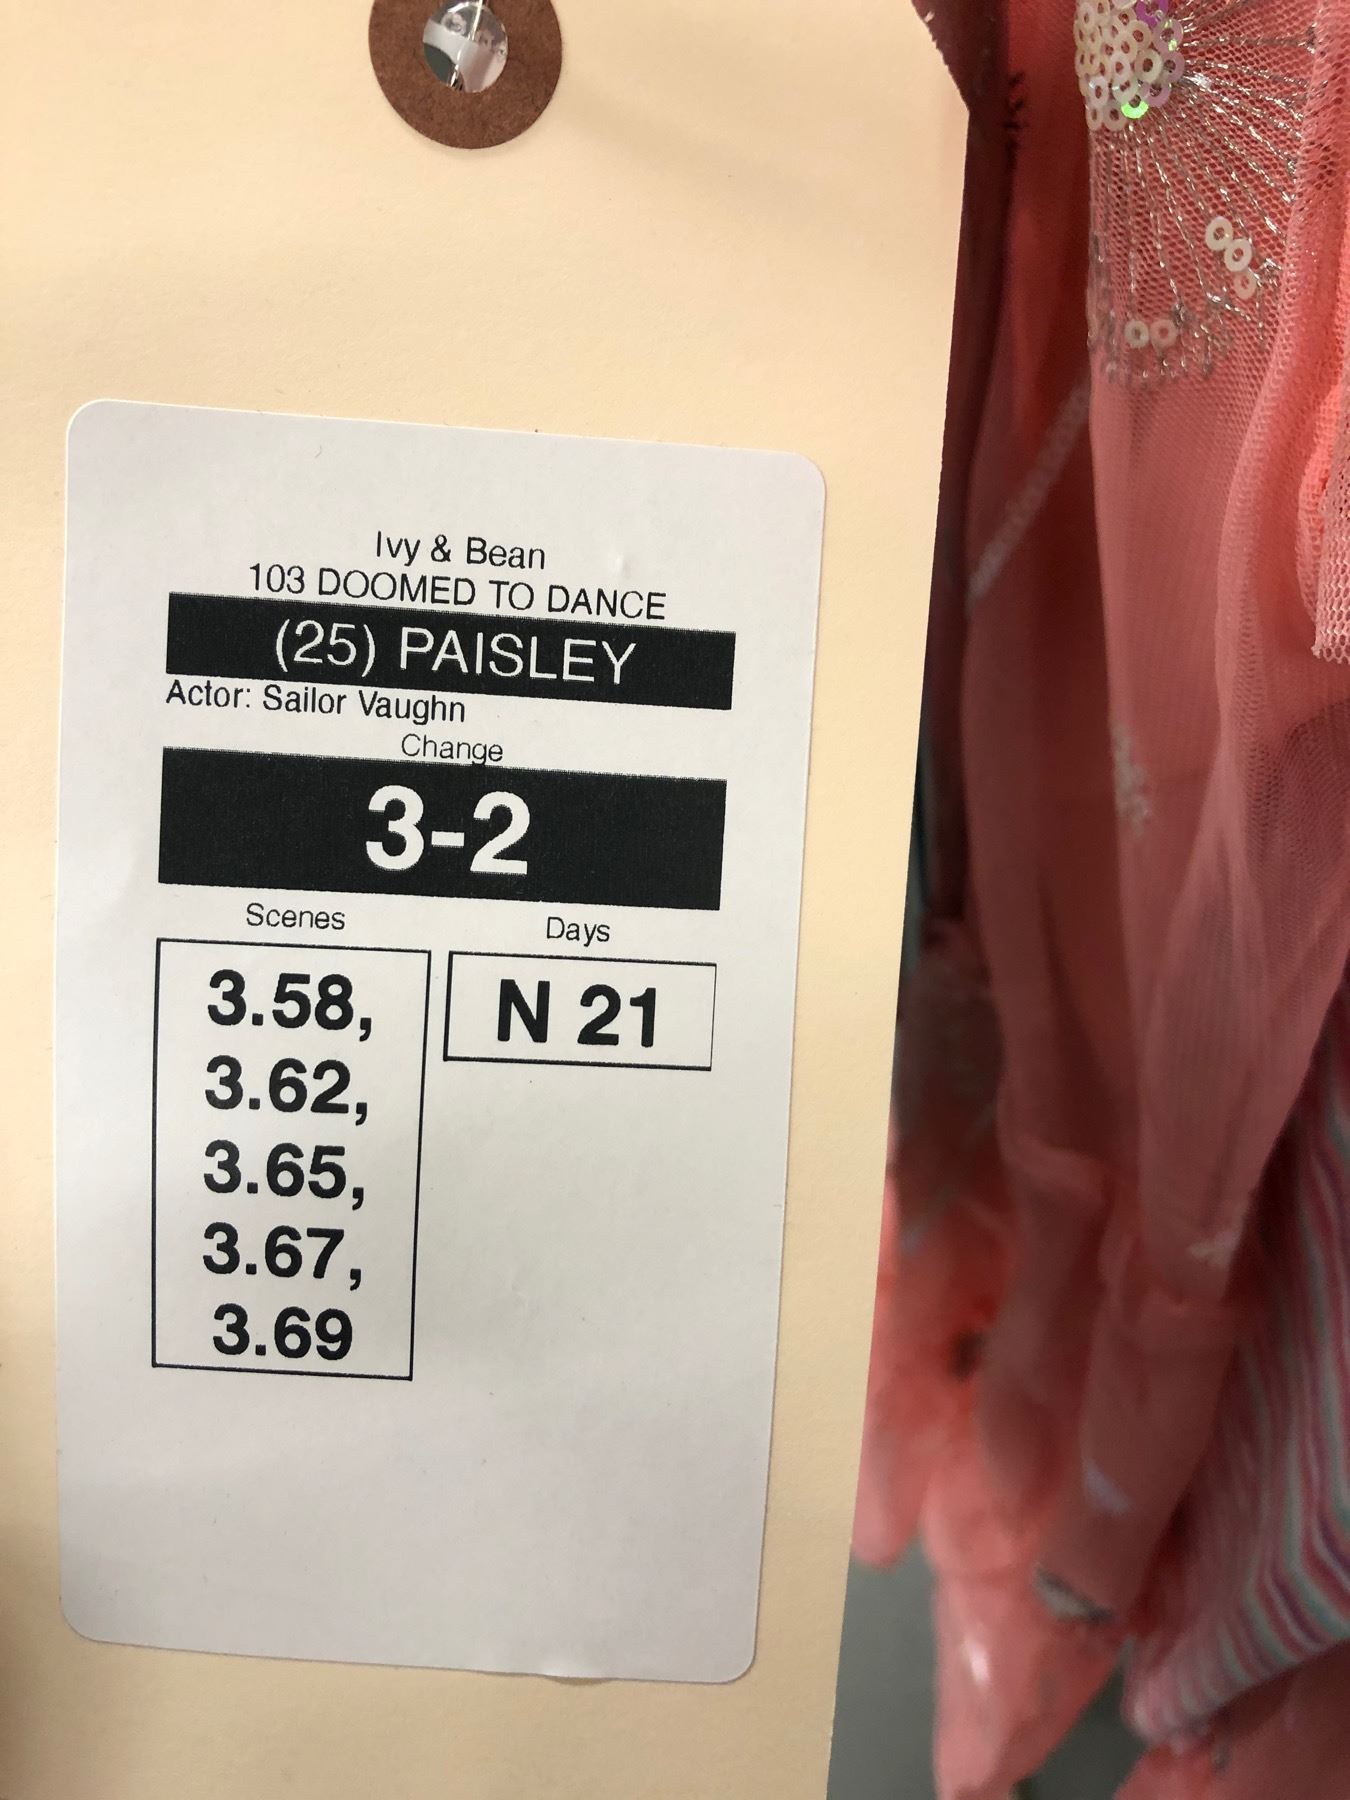 Ivy & Bean
103 DOOMED TO DANCE
(25) PAISLEY
Actor: Sailor Vaughn
Change
3-2
Scenes
Days
3.58,
N 21
3.62,
3.65,
3.67,
3.69